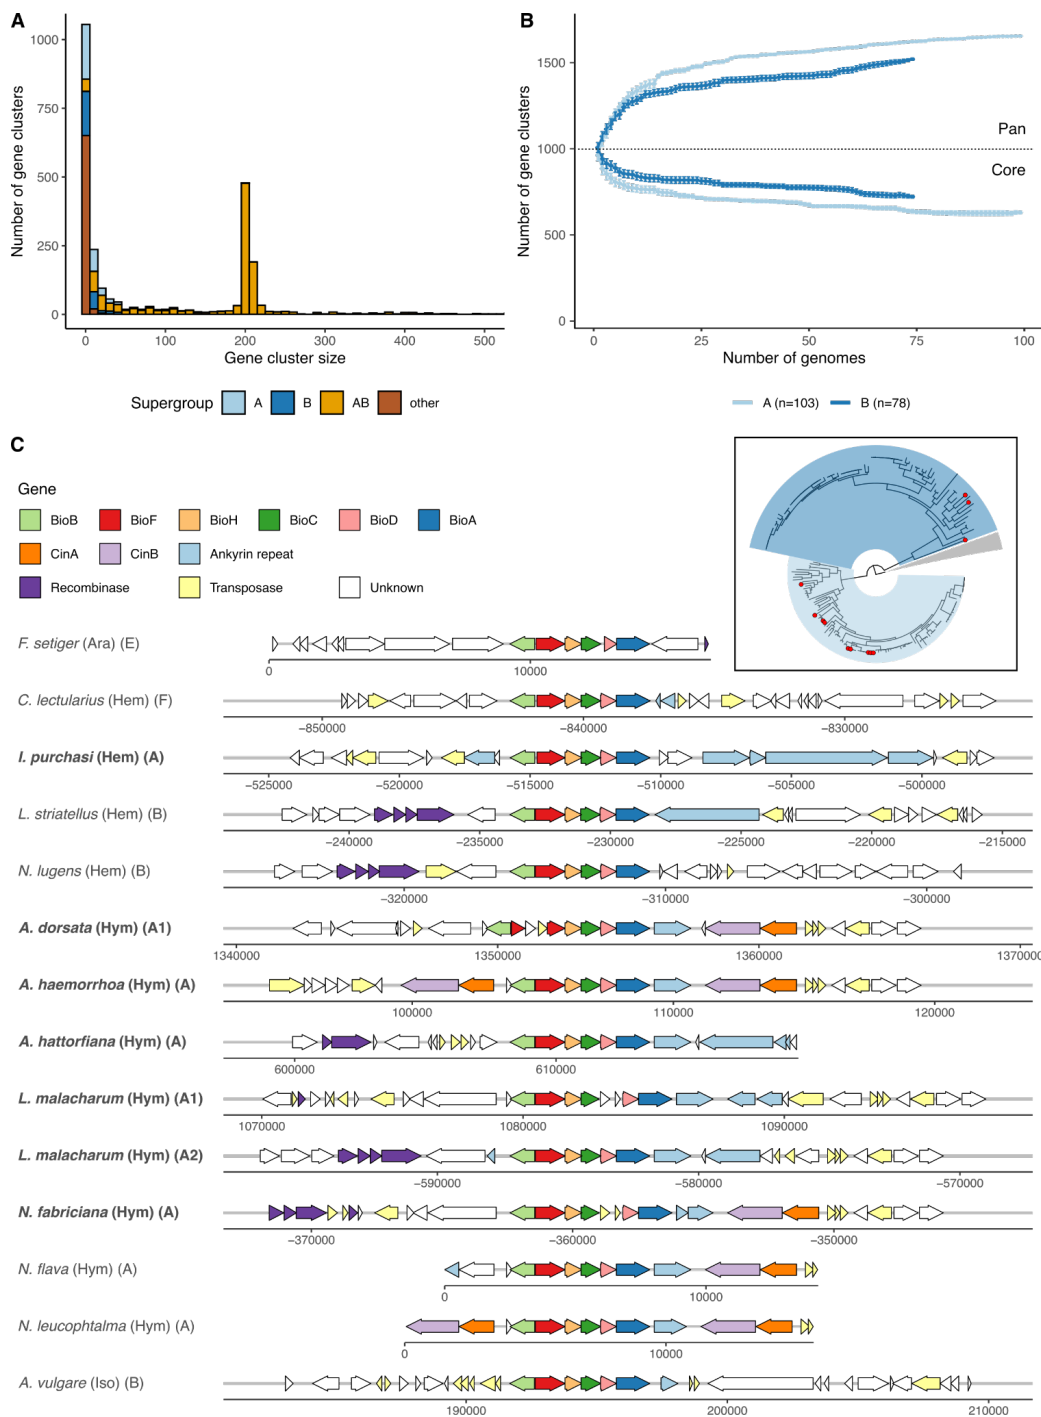 A
Number of gene clusters
1000
750
500
250
0
0 100 200 300 400 500
Gene cluster size
Supergroup A B AB other
B
Number of gene clusters
1500
1000
500
0
Pan
Core
0 25 50 75 100
Number of genomes
A (n=103) B (n=78)
C
Gene
BioB BioF BioH BioC BioD BioA
CinA CinB Ankyrin repeat
Recombinase Transposase Unknown
F. setiger (Ara) (E)
0 10000
C. lectularius (Hem) (F)
−850000 −840000 −830000
I. purchasi (Hem) (A)
−525000 −520000 −515000 −510000 −505000 −500000
L. striatellus (Hem) (B)
−240000 −235000 −230000 −225000 −220000 −215000
N. lugens (Hem) (B)
−320000 −310000 −300000
A. dorsata (Hym) (A1)
1340000 1350000 1360000 1370000
A. haemorrhoa (Hym) (A)
100000 110000 120000
A. hattorfiana (Hym) (A)
600000 610000
L. malacharum (Hym) (A1)
1070000 1080000 1090000
L. malacharum (Hym) (A2)
−590000 −580000 −570000
N. fabriciana (Hym) (A)
−370000 −360000 −350000
N. flava (Hym) (A)
0 10000
N. leucophtalma (Hym) (A)
0 10000
A. vulgare (Iso) (B)
190000 200000 210000